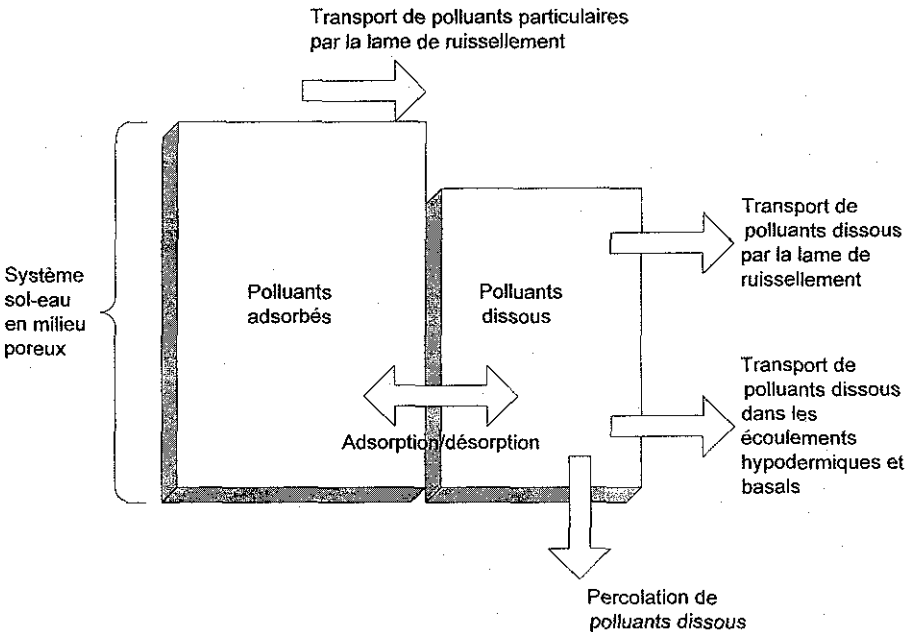 Transport de polluants particulaires
par la lame de ruissellement
Système
sol-eau
en milieu
poreux
Polluants
adsorbés
Polluants
dissous
Adsorption/désorption
Transport de
polluants dissous
par la lame de
ruissellement
Transport de
polluants dissous
dans les
écoulements
hypodermiques et
basals
Percolation de
polluants dissous